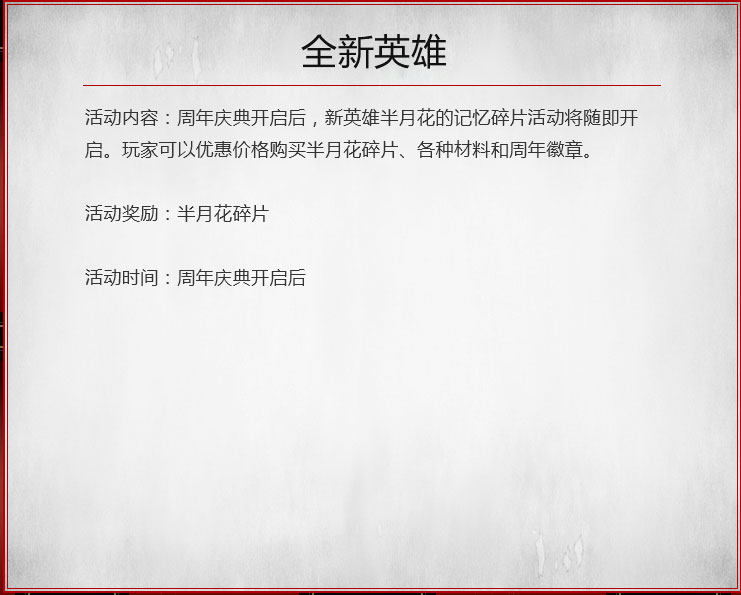 全新英雄
活动内容：周年庆典开启后，新英雄半月花的记忆碎片活动将随即开
启。玩家可以优惠价格购买半月花碎片、各种材料和周年徽章。
活动奖励：半月花碎片
活动时间：周年庆典开启后